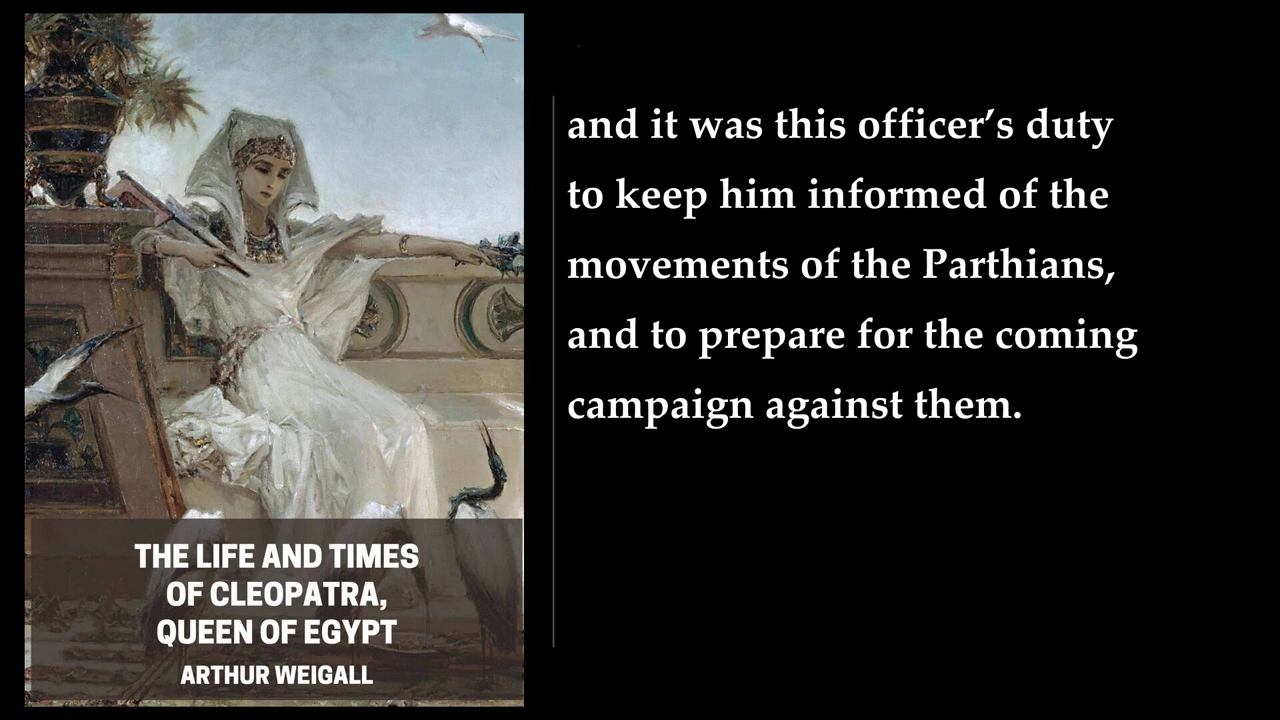 and it was this officer’s duty
to keep him informed of the
movements of the Parthians,
and to prepare for the coming
campaign against them.
THE LIFE AND TIMES
OF CLEOPATRA,
QUEEN OF EGYPT
ARTHUR WEIGALL